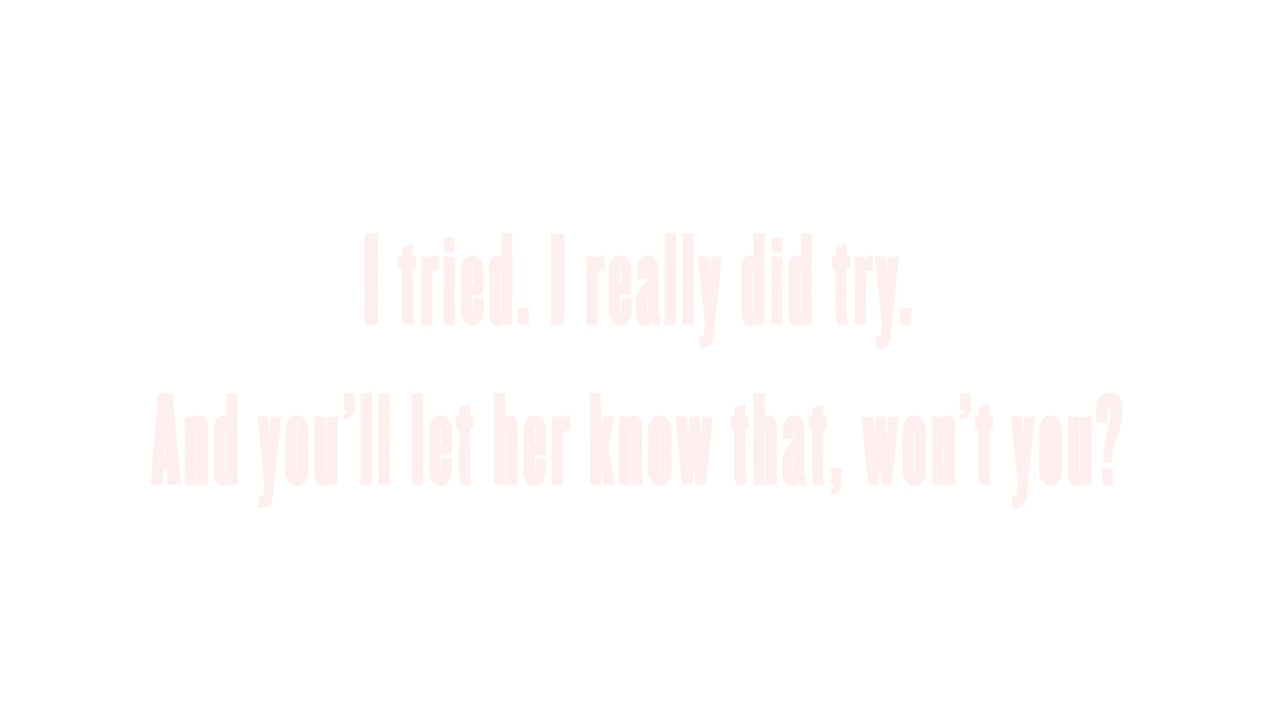 I tried. I really did try.
And you’ll let her know that, won’t you?